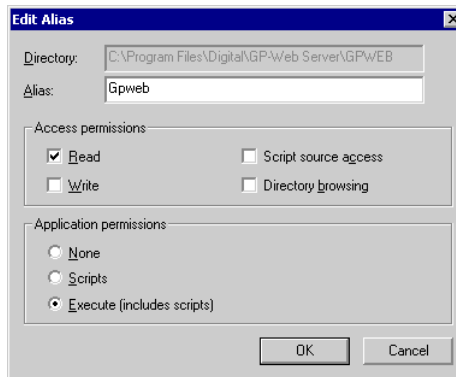 Edit Alias
Directory: C:\Program Files\Digital\GP-Web Server\GPWEB
Alias: Gpweb
Access permissions
Read Script source access
Write Directory browsing
Application permissions
None
Scripts
Execute (includes scripts)
OK Cancel